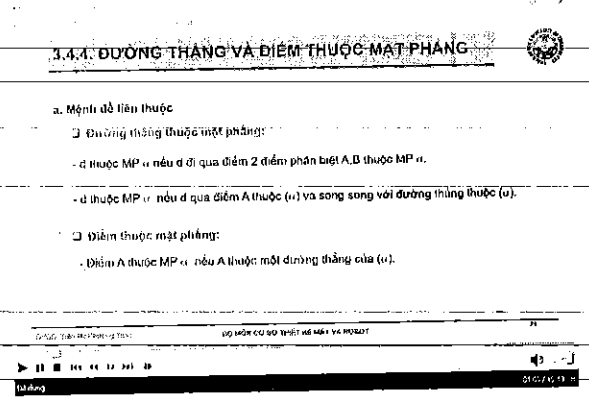 3.4.4. ĐƯỜNG THẲNG VÀ ĐIỂM THUỘC MẶT PHẲNG
a. Mệnh đề liên thuộc
❑ Đường thẳng thuộc mặt phẳng:
- d thuộc MP α nếu d đi qua điểm 2 điểm phân biệt A,B thuộc MP α.
- d thuộc MP α nếu d qua điểm A thuộc (α) và song song với đường thẳng thuộc (α).
❑ Điểm thuộc mặt phẳng:
- Điểm A thuộc MP α nếu A thuộc một đường thẳng của (α).
BỘ MÔN CƠ SỞ THIẾT KẾ MÁY VÀ ROBOT
Đã dừng